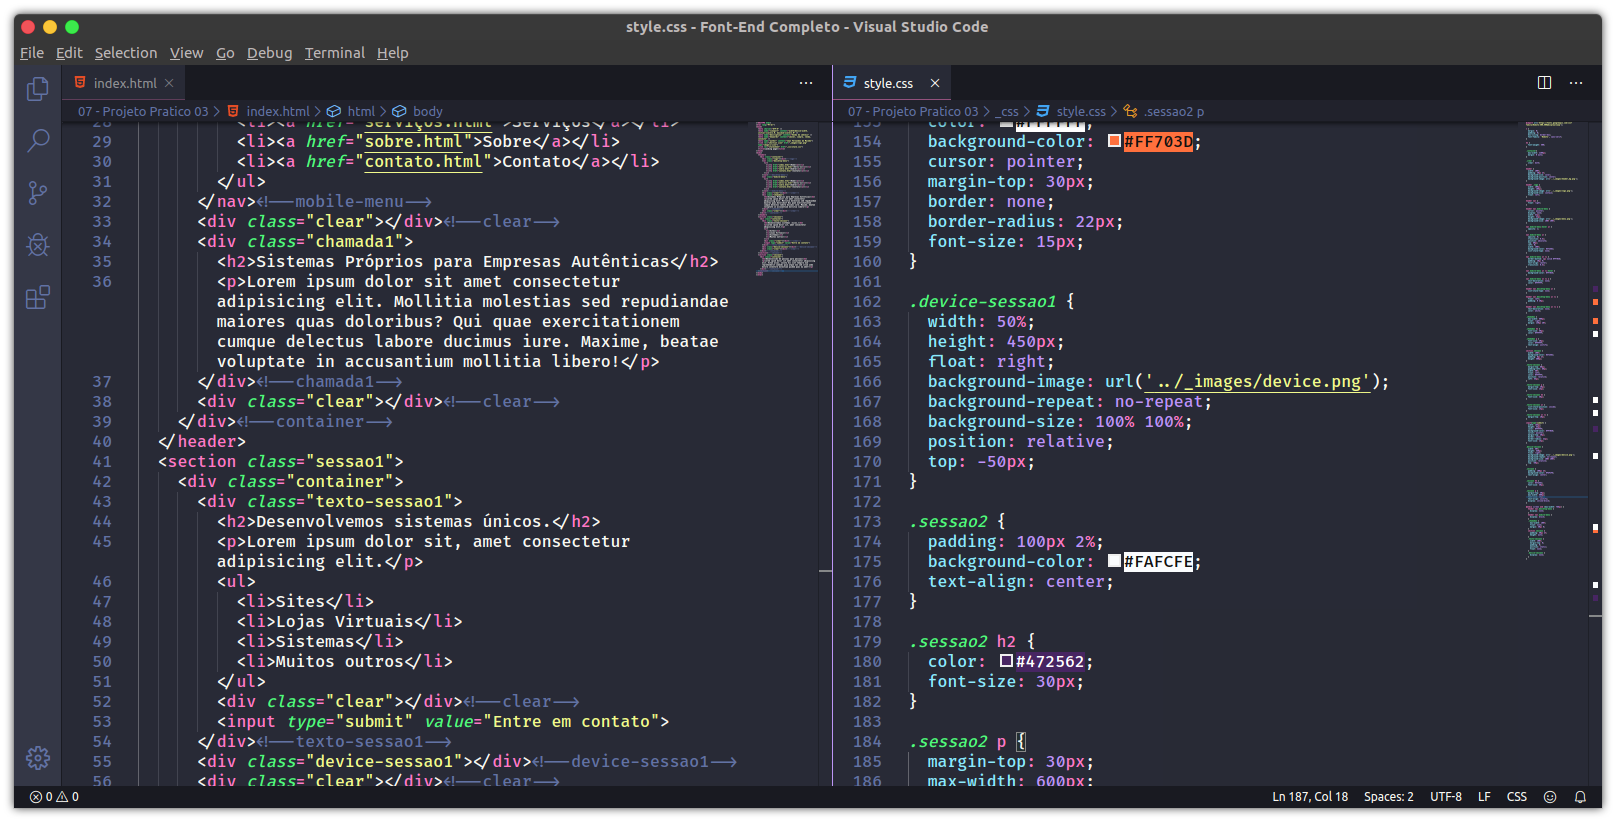 style.css - Font-End Completo - Visual Studio Code
File Edit Selection View Go Debug Terminal Help
index.html
07 - Projeto Pratico 03 > index.html > html > body
28 <li><a href="serviços.html">Serviços</a></li>
29 <li><a href="sobre.html">Sobre</a></li>
30 <li><a href="contato.html">Contato</a></li>
31 </ul>
32 </nav><!--mobile-menu-->
33 <div class="clear"></div><!--clear-->
34 <div class="chamada1">
35 <h2>Sistemas Próprios para Empresas Autênticas</h2>
36 <p>Lorem ipsum dolor sit amet consectetur
adipisicing elit. Mollitia molestias sed repudiandae
maiores quas doloribus? Qui quae exercitationem
cumque delectus labore ducimus iure. Maxime, beatae
voluptate in accusantium mollitia libero!</p>
37 </div><!--chamada1-->
38 <div class="clear"></div><!--clear-->
39 </div><!--container-->
40 </header>
41 <section class="sessao1">
42 <div class="container">
43 <div class="texto-sessao1">
44 <h2>Desenvolvemos sistemas únicos.</h2>
45 <p>Lorem ipsum dolor sit, amet consectetur
adipisicing elit.</p>
46 <ul>
47 <li>Sites</li>
48 <li>Lojas Virtuais</li>
49 <li>Sistemas</li>
50 <li>Muitos outros</li>
51 </ul>
52 <div class="clear"></div><!--clear-->
53 <input type="submit" value="Entre em contato">
54 </div><!--texto-sessao1-->
55 <div class="device-sessao1"></div><!--device-sessao1-->
56 <div class="clear"></div><!--clear-->
style.css
07 - Projeto Pratico 03 > _css > style.css > .sessao2 p
153 color:
154 background-color: #FF703D;
155 cursor: pointer;
156 margin-top: 30px;
157 border: none;
158 border-radius: 22px;
159 font-size: 15px;
160 }
161
162 .device-sessao1 {
163 width: 50%;
164 height: 450px;
165 float: right;
166 background-image: url('../_images/device.png');
167 background-repeat: no-repeat;
168 background-size: 100% 100%;
169 position: relative;
170 top: -50px;
171 }
172
173 .sessao2 {
174 padding: 100px 2%;
175 background-color: #FAFCFE;
176 text-align: center;
177 }
178
179 .sessao2 h2 {
180 color: #472562;
181 font-size: 30px;
182 }
183
184 .sessao2 p {
185 margin-top: 30px;
186 max-width: 600px;
0 0 Ln 187, Col 18 Spaces: 2 UTF-8 LF CSS